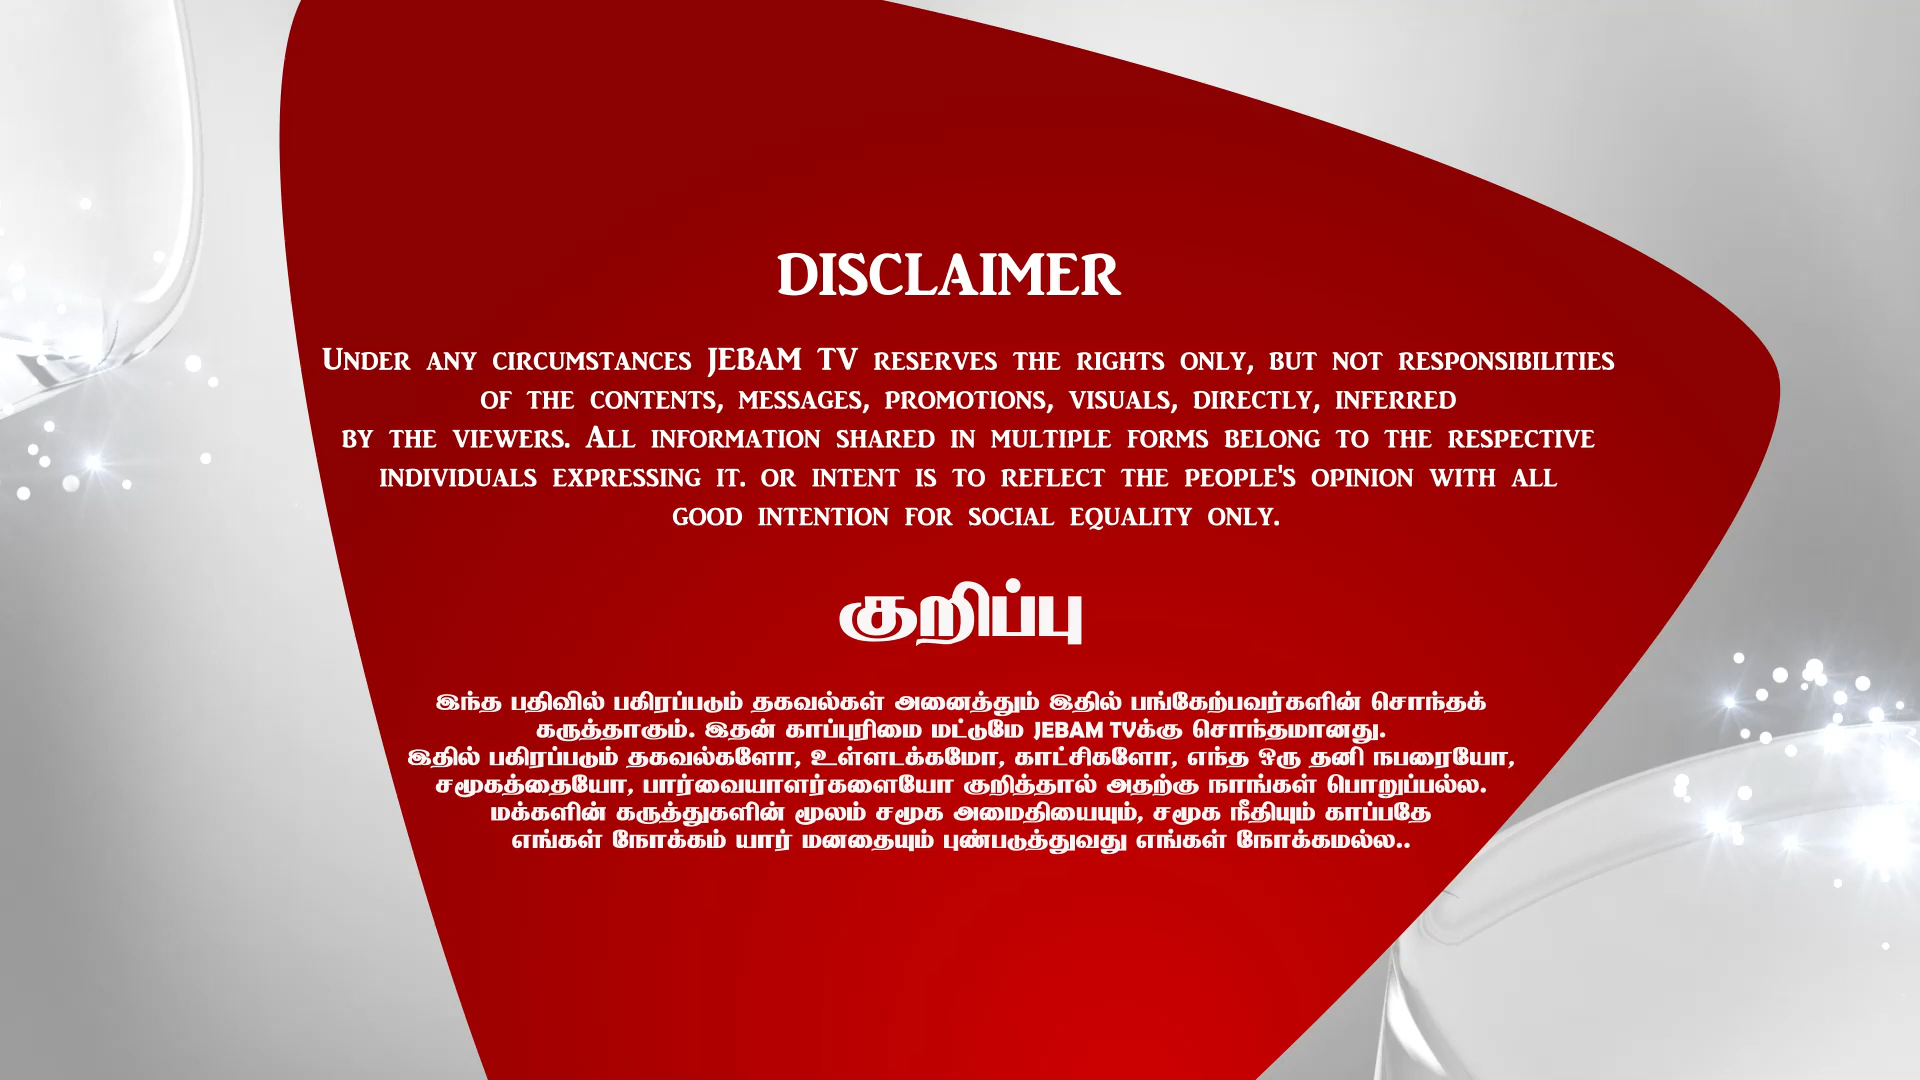 DISCLAIMER
Under any circumstances JEBAM TV reserves the rights only, but not responsibilities
of the contents, messages, promotions, visuals, directly, inferred
by the viewers. All information shared in multiple forms belong to the respective
individuals expressing it. or intent is to reflect the people's opinion with all
good intention for social equality only.
குறிப்பு
இந்த பதிவில் பகிரப்படும் தகவல்கள் அனைத்தும் இதில் பங்கேற்பவர்களின் சொந்தக்
கருத்தாகும். இதன் காப்புரிமை மட்டுமே JEBAM TVக்கு சொந்தமானது.
இதில் பகிரப்படும் தகவல்களோ, உள்ளடக்கமோ, காட்சிகளோ, எந்த ஒரு தனி நபரையோ,
சமூகத்தையோ, பார்வையாளர்களையோ குறித்தால் அதற்கு நாங்கள் பொறுப்பல்ல.
மக்களின் கருத்துகளின் மூலம் சமூக அமைதியையும், சமூக நீதியும் காப்பதே
எங்கள் நோக்கம் யார் மனதையும் புண்படுத்துவது எங்கள் நோக்கமல்ல..